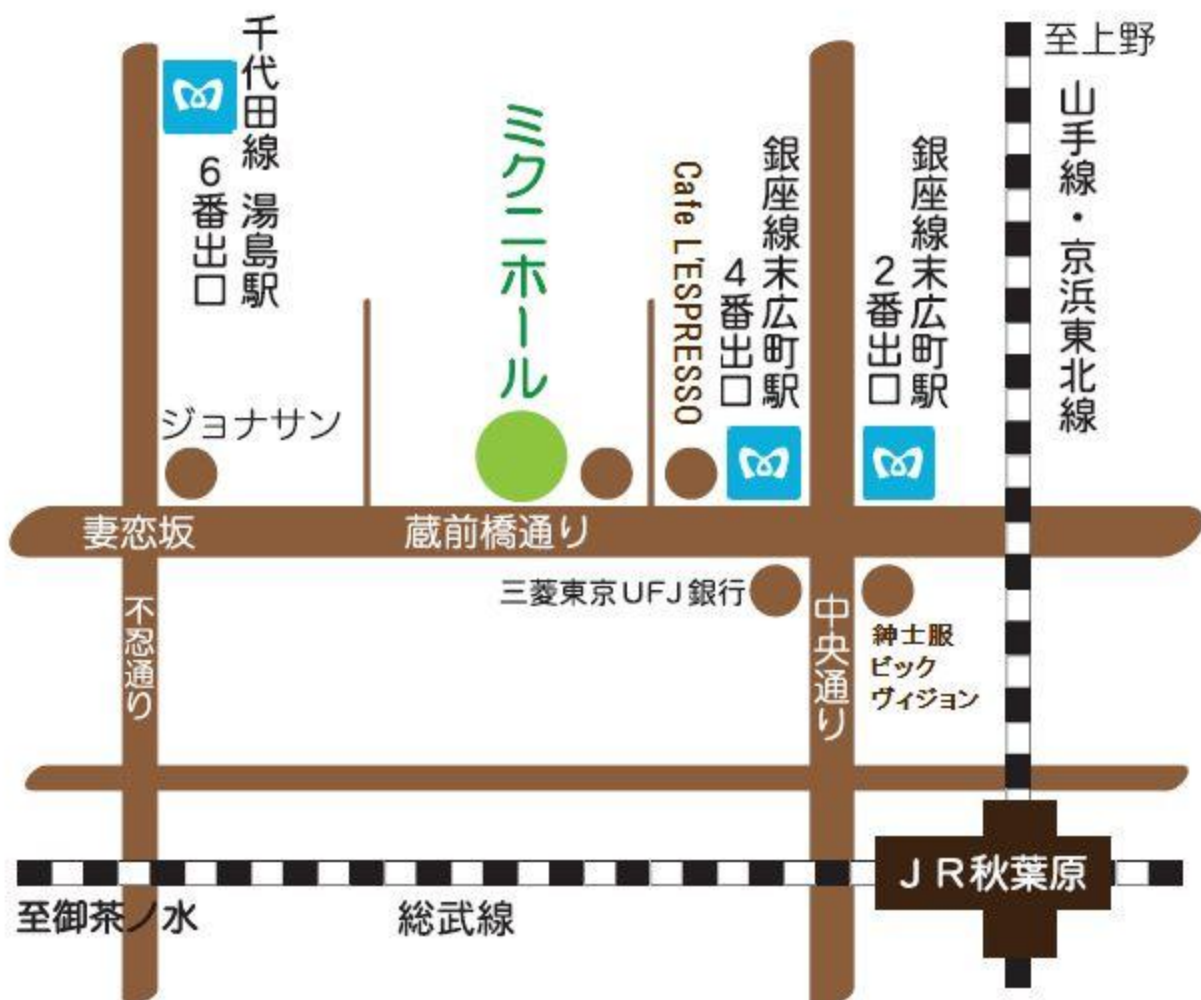 千代田線 湯島駅
6番出口
ミクニホール
Cafe L'ESPRESSO
銀座線末広町駅
4番出口
銀座線末広町駅
2番出口
至上野
山手線・京浜東北線
ジョナサン
妻恋坂
蔵前橋通り
三菱東京UFJ銀行
不忍通り
中央通り
紳士服
ビック
ヴィジョン
JR秋葉原
至御茶ノ水
総武線